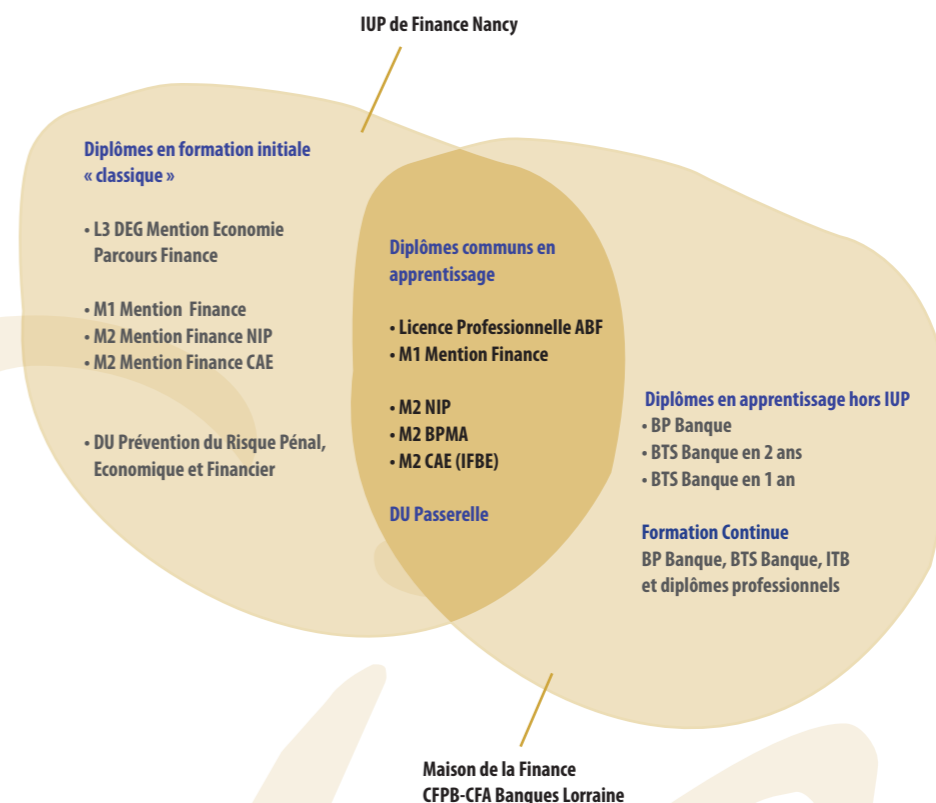 IUP de Finance Nancy
Diplômes en formation initiale
« classique »
• L3 DEG Mention Economie
Parcours Finance
• M1 Mention Finance
• M2 Mention Finance NIP
• M2 Mention Finance CAE
• DU Prévention du Risque Pénal,
Economique et Financier
Diplômes communs en
apprentissage
• Licence Professionnelle ABF
• M1 Mention Finance
• M2 NIP
• M2 BPMA
• M2 CAE (IFBE)
DU Passerelle
Diplômes en apprentissage hors IUP
• BP Banque
• BTS Banque en 2 ans
• BTS Banque en 1 an
Formation Continue
BP Banque, BTS Banque, ITB
et diplômes professionnels
Maison de la Finance
CFPB-CFA Banques Lorraine